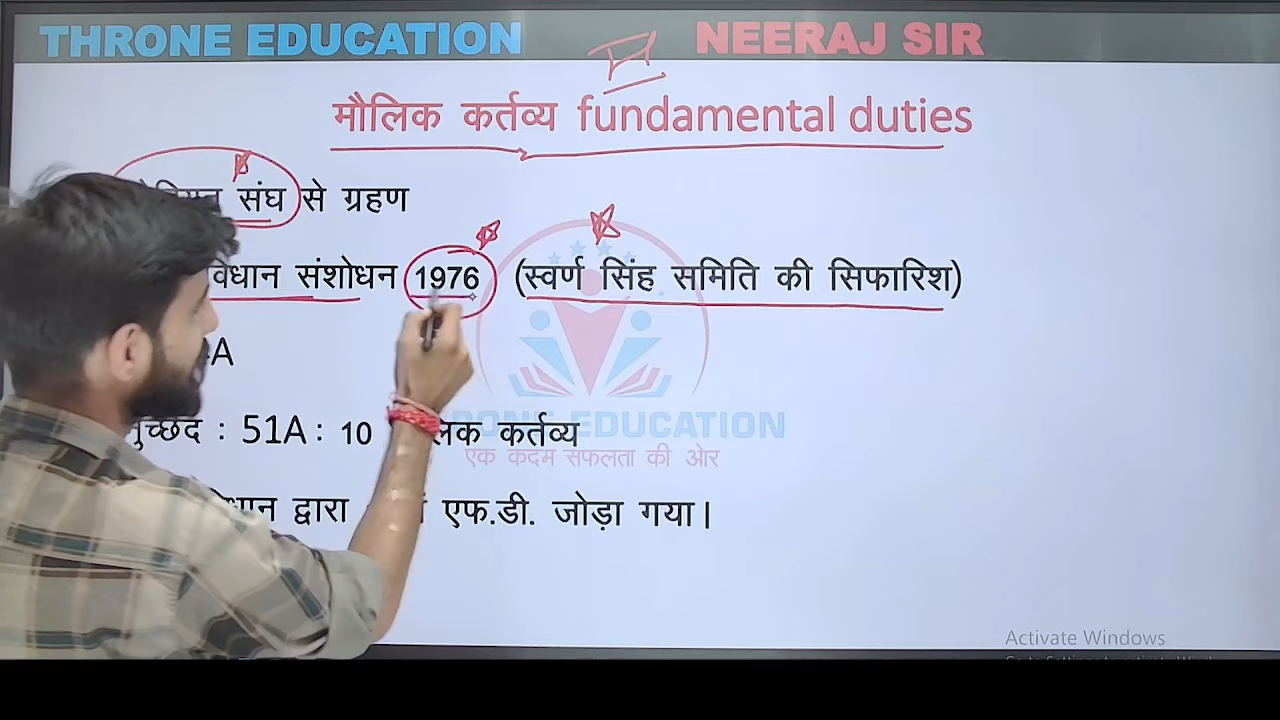 THRONE EDUCATION NEERAJ SIR
मौलिक कर्तव्य fundamental duties
संघ से ग्रहण
संशोधन 1976 (स्वर्ण सिंह समिति की सिफारिश)
A
51A : 10 कर्तव्य
द्वारा एफ.डी. जोड़ा गया।
EDUCATION
एक कदम सफलता की ओर
Activate Windows